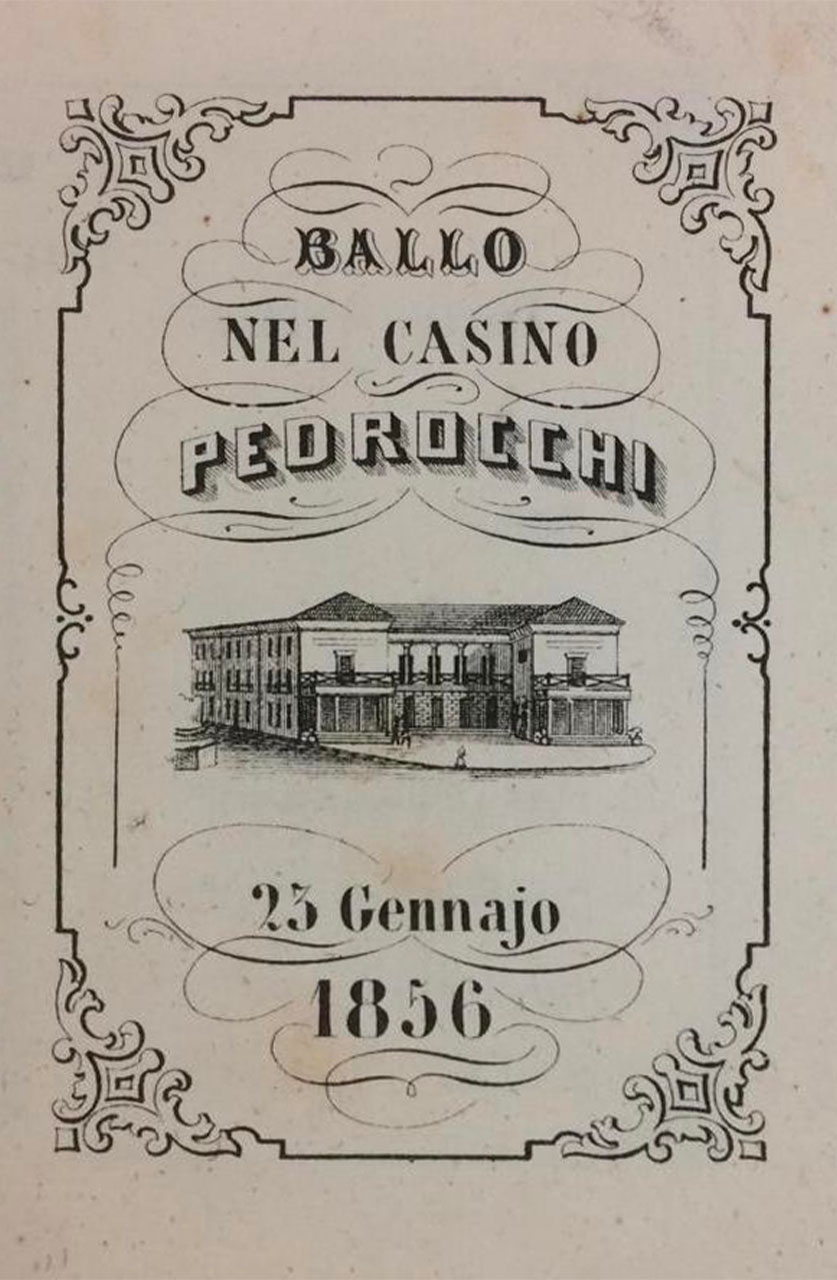 BALLO
NEL CASINO
PEDROCCHI
23 Gennajo
1856